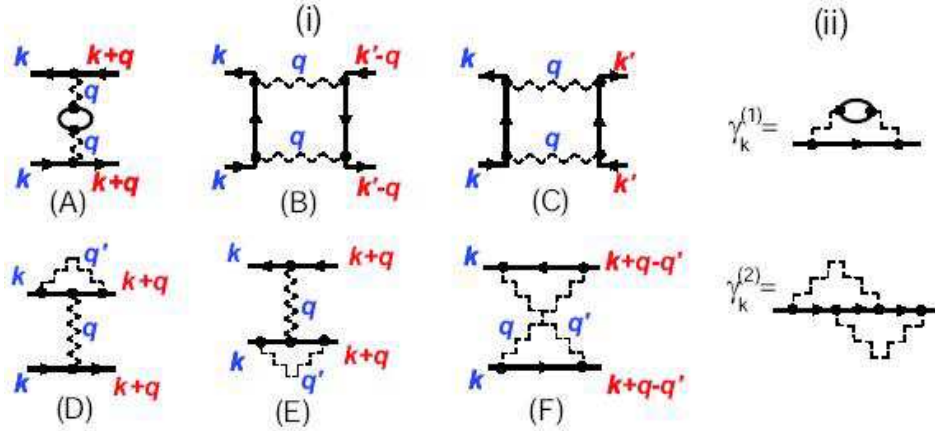 (i) (ii)
k k+q k k'-q k k'
q q q
q q q
γ_k^(1)=
k k+q k k'-q k k'
(A) (B) (C)
q'
k k+q k k+q k k+q-q'
q q q q'
γ_k^(2)=
k k+q k q' k+q k k+q-q'
(D) (E) (F)